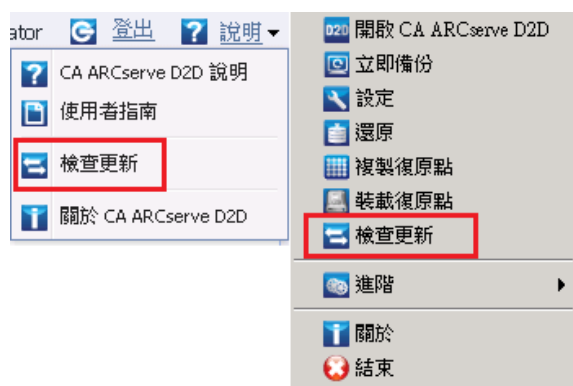 ator 登出 說明
CA ARCserve D2D 說明
使用者指南
檢查更新
關於 CA ARCserve D2D
D2D 開啟 CA ARCserve D2D
立即備份
設定
還原
複製復原點
裝載復原點
檢查更新
進階
關於
結束